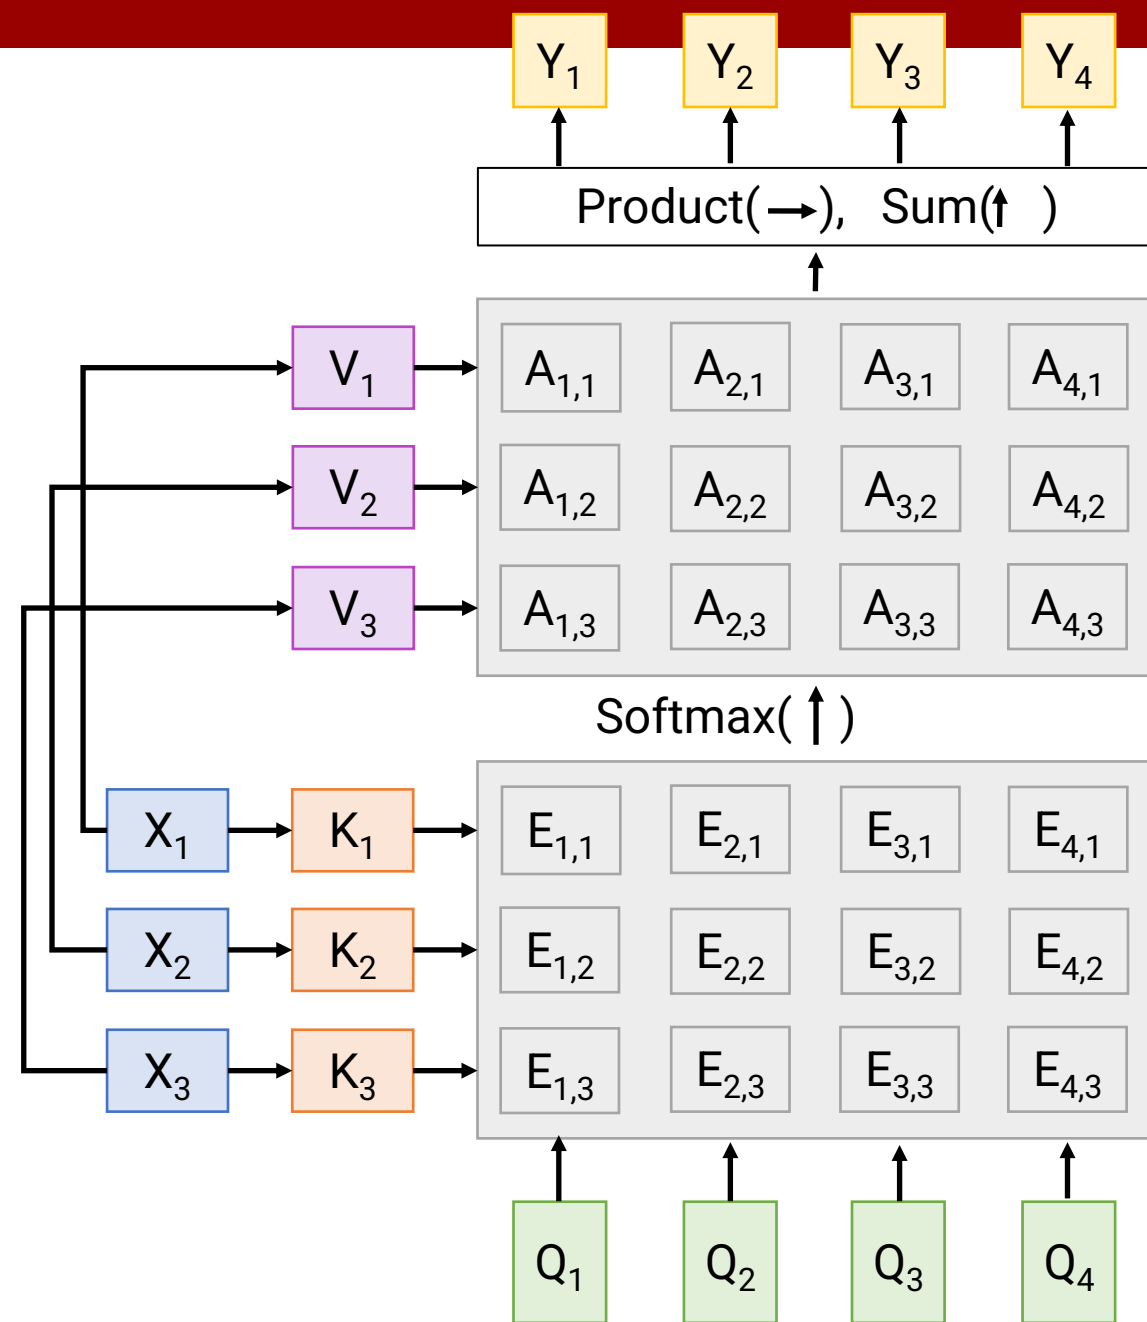 Y₁ Y₂ Y₃ Y₄
Product(→), Sum(↑)
V₁ A₁,₁ A₂,₁ A₃,₁ A₄,₁
V₂ A₁,₂ A₂,₂ A₃,₂ A₄,₂
V₃ A₁,₃ A₂,₃ A₃,₃ A₄,₃
Softmax(↑)
X₁ K₁ E₁,₁ E₂,₁ E₃,₁ E₄,₁
X₂ K₂ E₁,₂ E₂,₂ E₃,₂ E₄,₂
X₃ K₃ E₁,₃ E₂,₃ E₃,₃ E₄,₃
Q₁ Q₂ Q₃ Q₄